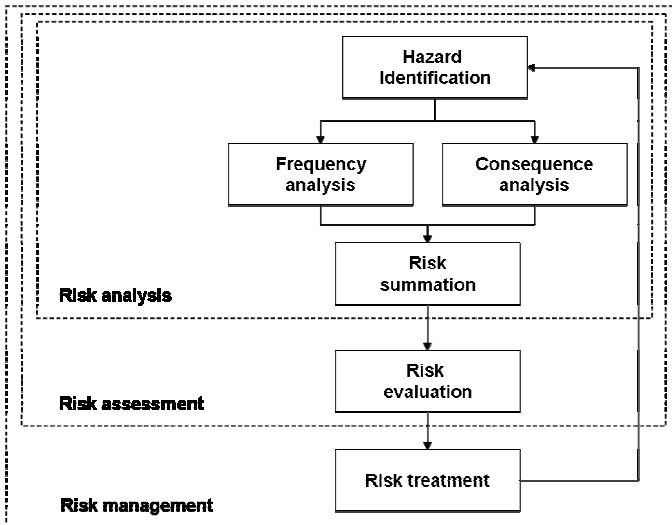 Hazard
Identification
Frequency
analysis
Consequence
analysis
Risk
summation
Risk analysis
Risk
evaluation
Risk assessment
Risk treatment
Risk management